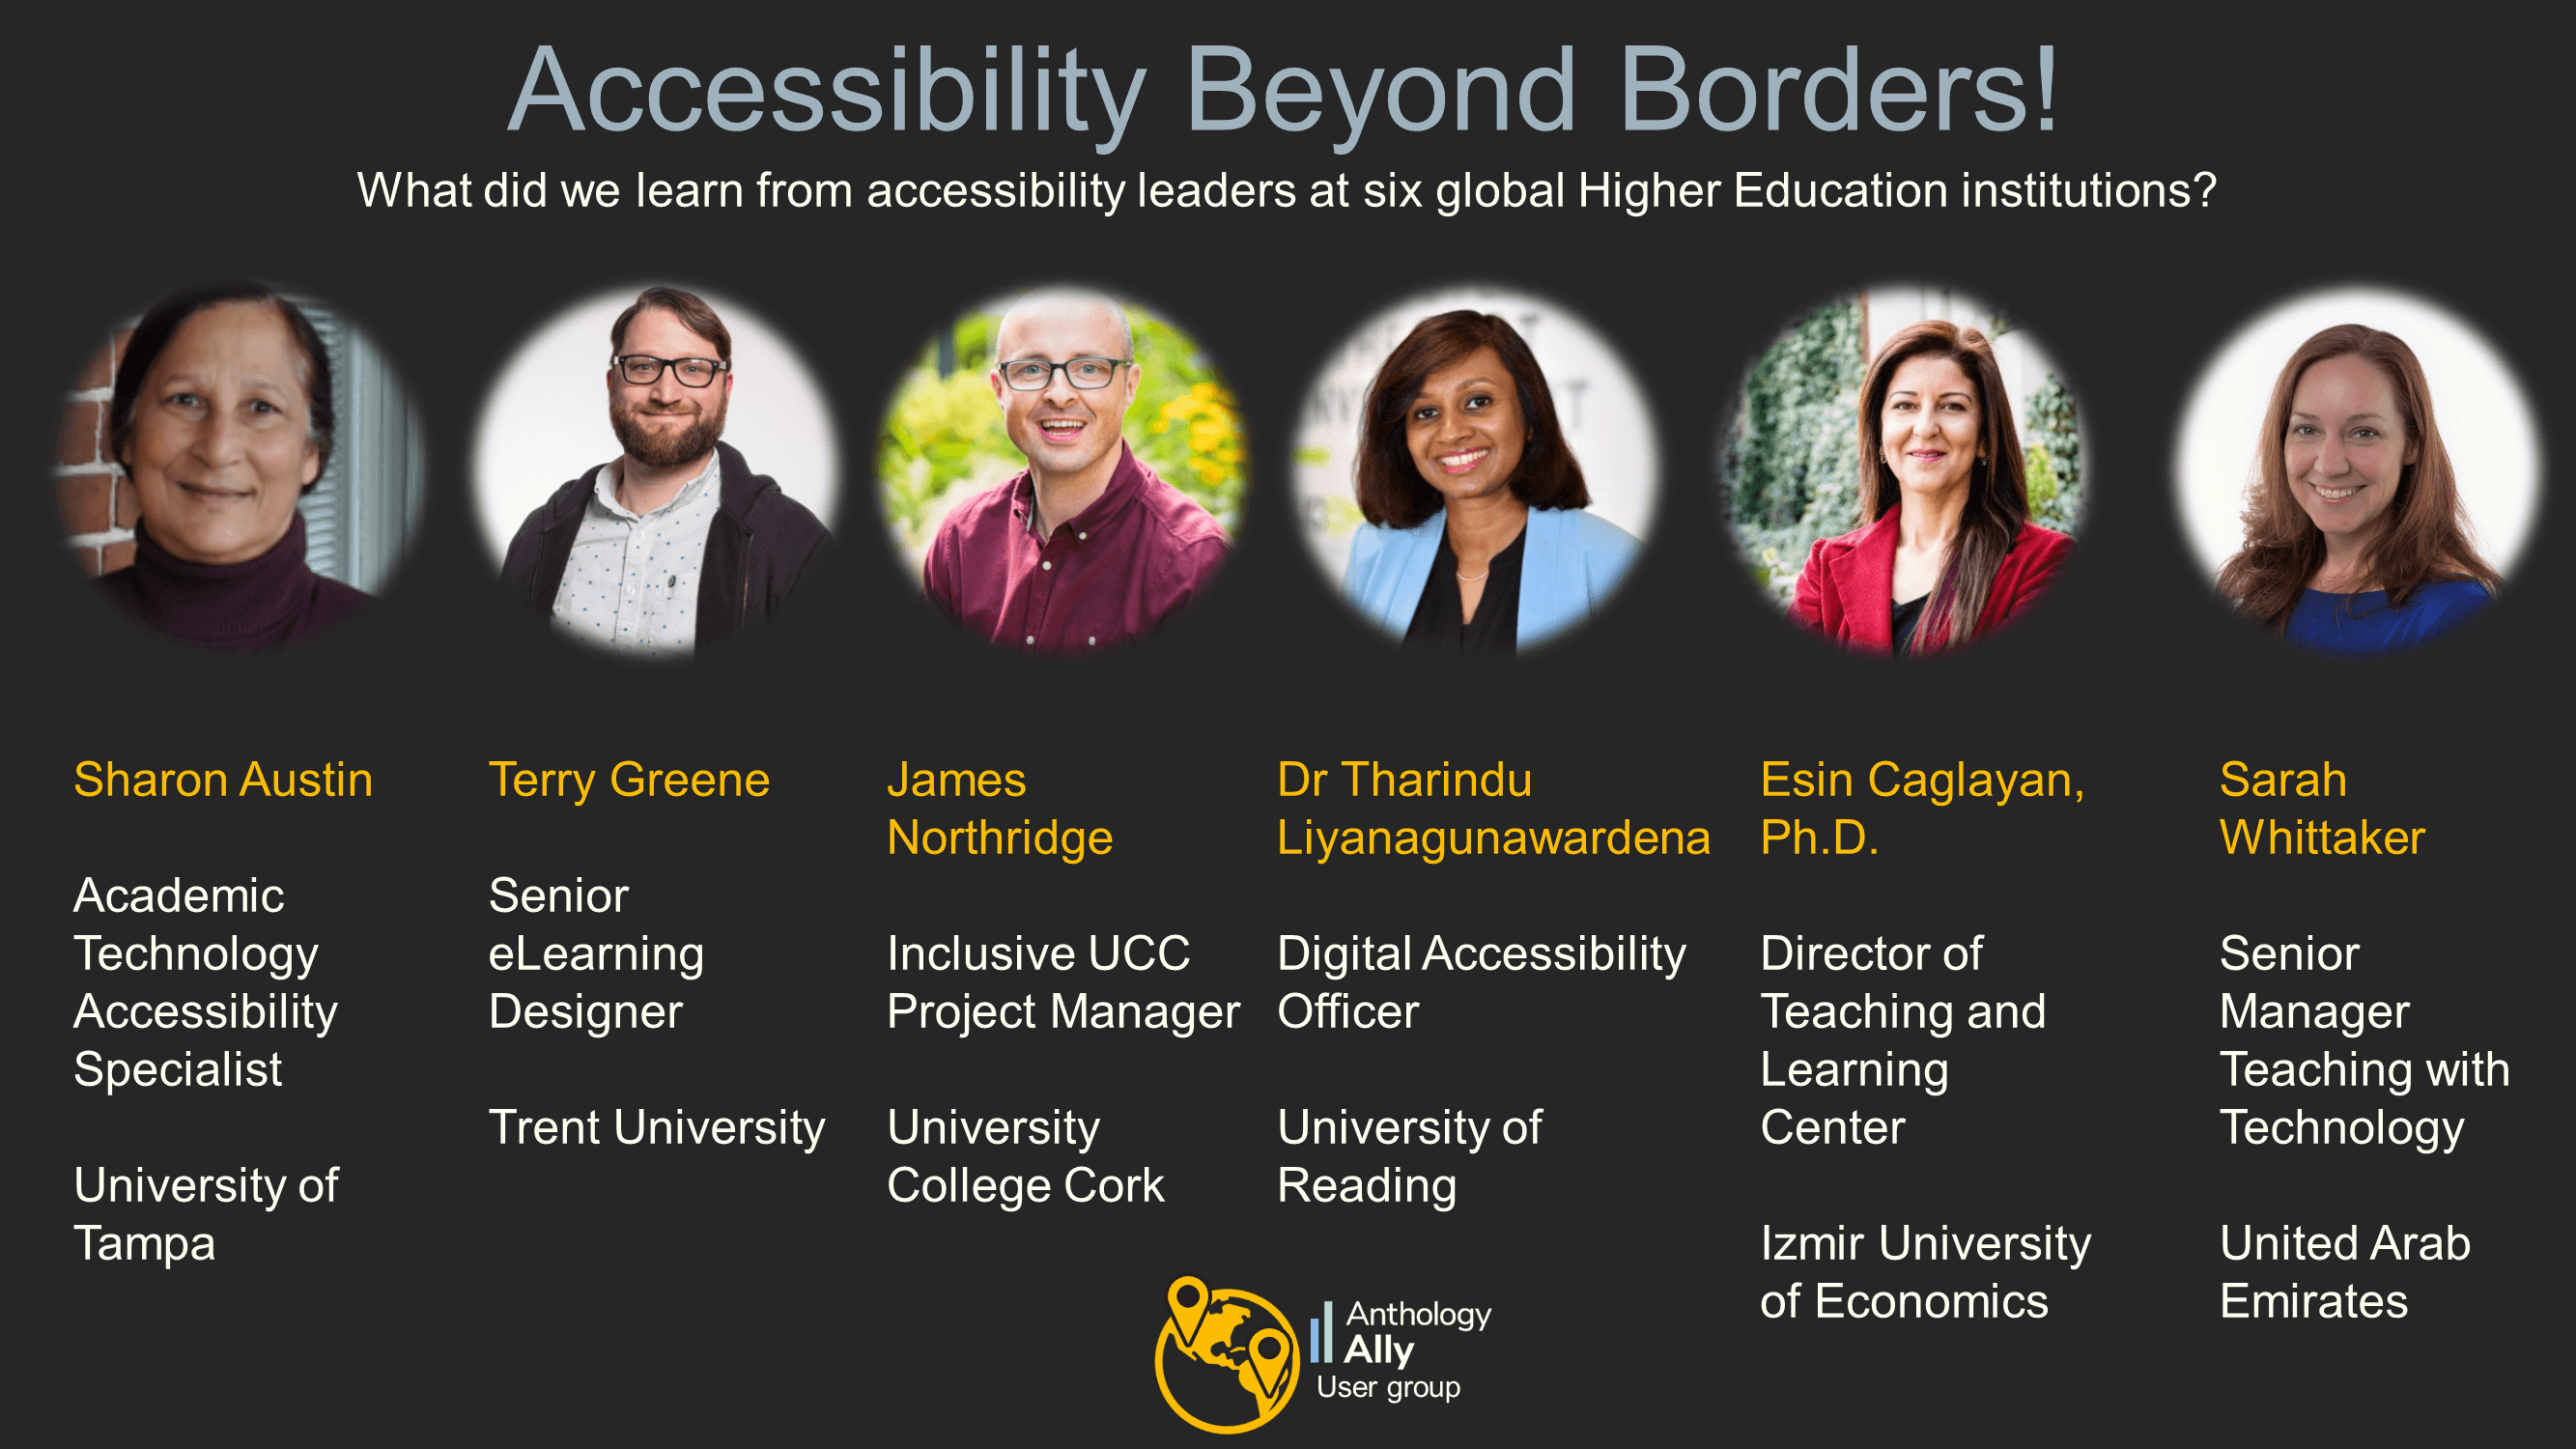 Accessibility Beyond Borders!
What did we learn from accessibility leaders at six global Higher Education institutions?
Sharon Austin
Academic
Technology
Accessibility
Specialist
University of
Tampa
Terry Greene
Senior
eLearning
Designer
Trent University
James
Northridge
Inclusive UCC
Project Manager
University
College Cork
Dr Tharindu
Liyanagunawardena
Digital Accessibility
Officer
University of
Reading
Esin Caglayan,
Ph.D.
Director of
Teaching and
Learning
Center
Izmir University
of Economics
Sarah
Whittaker
Senior
Manager
Teaching with
Technology
United Arab
Emirates
Anthology
Ally
User group